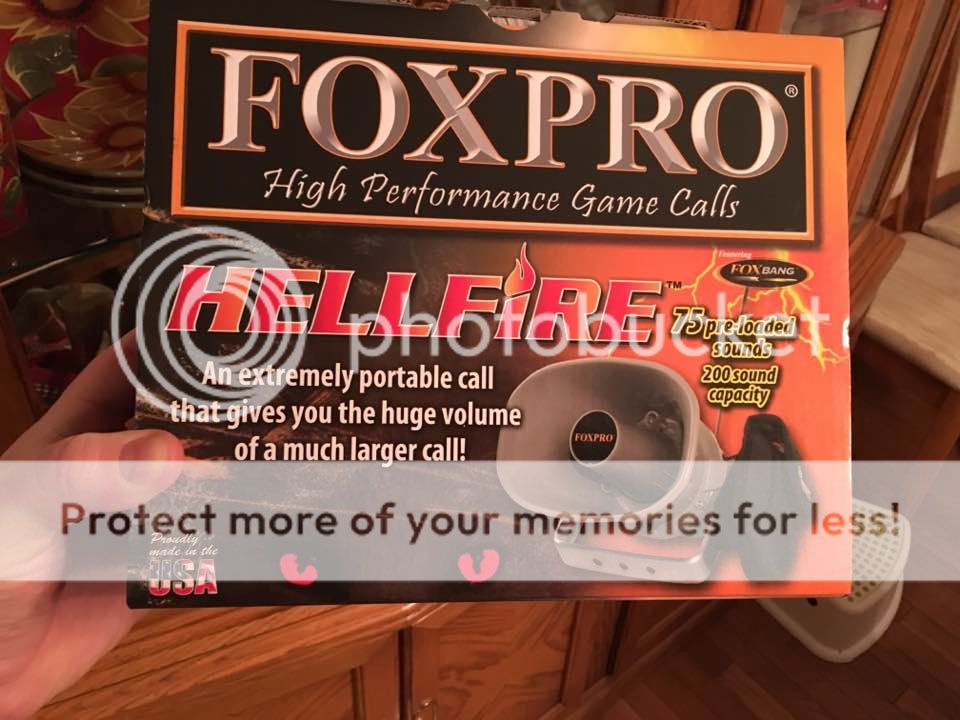 FOXPRO®
High Performance Game Calls
HELLFIRE™
Featuring
FOXBANG
75 pre-loaded
sounds
200 sound
capacity
An extremely portable call
that gives you the huge volume
of a much larger call!
FOXPRO
photobucket
Protect more of your memories for less!
Proudly
made in the
USA